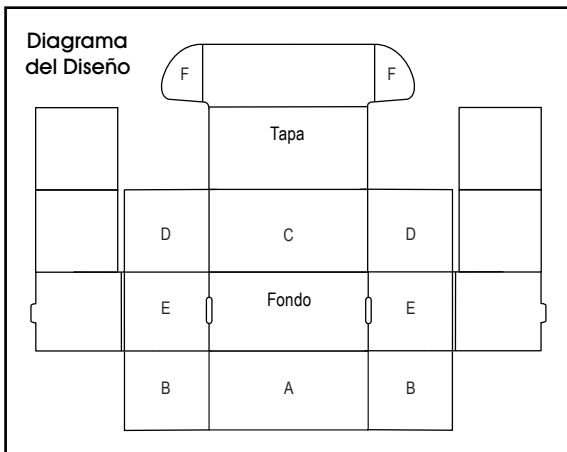 Diagrama
del Diseño
F F
Tapa
D C D
E Fondo E
B A B